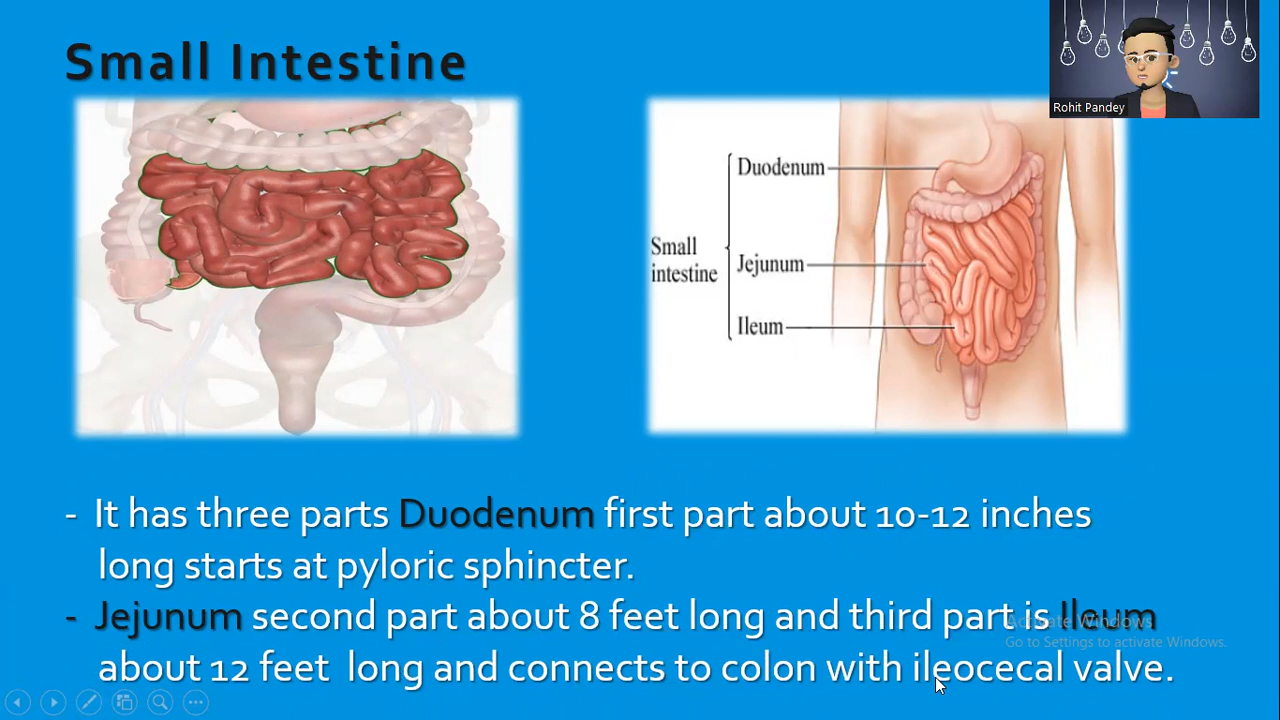 Small Intestine
Rohit Pandey
Duodenum
Small
intestine
Jejunum
Ileum
- It has three parts Duodenum first part about 10-12 inches
long starts at pyloric sphincter.
- Jejunum second part about 8 feet long and third part is Ileum
about 12 feet long and connects to colon with ileocecal valve.
Activate Windows
Go to Settings to activate Windows.